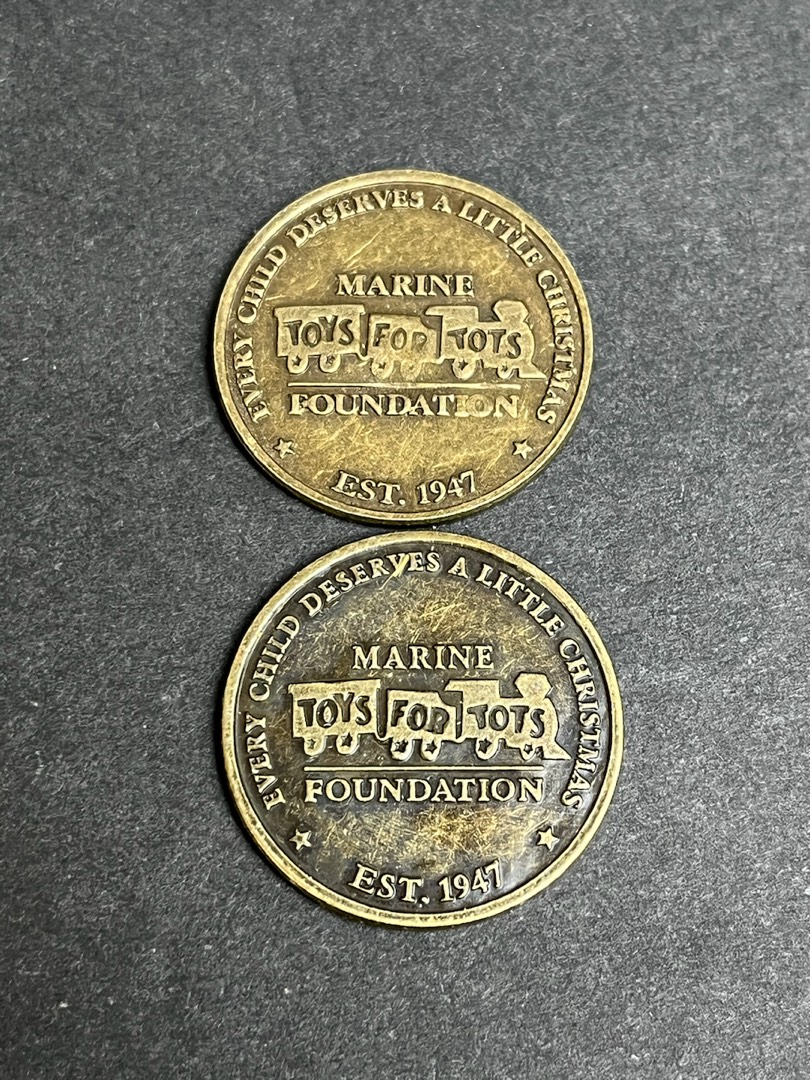 EVERY CHILD DESERVES A LITTLE CHRISTMAS
MARINE
TOYS FOR TOTS
FOUNDATION
EST. 1947
EVERY CHILD DESERVES A LITTLE CHRISTMAS
MARINE
TOYS FOR TOTS
FOUNDATION
EST. 1947